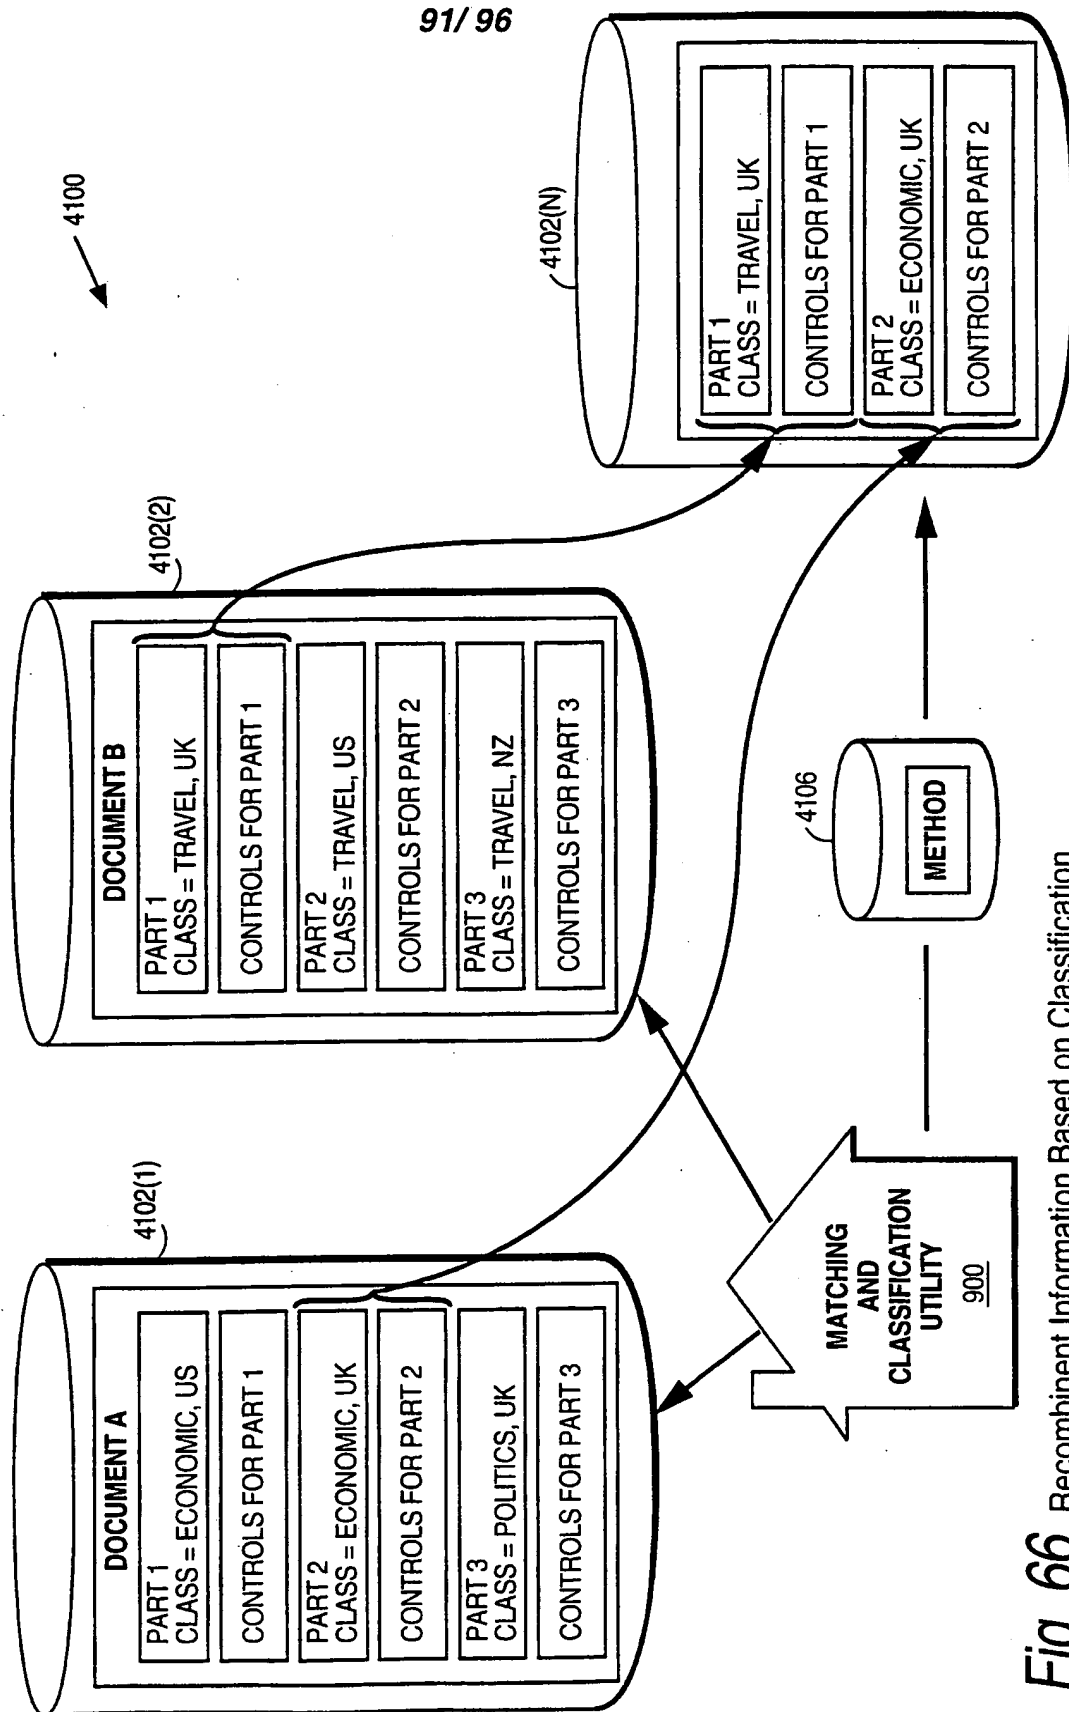 91/96
4100
4102(1)
DOCUMENT A
PART 1
CLASS = ECONOMIC, US
CONTROLS FOR PART 1
PART 2
CLASS = ECONOMIC, UK
CONTROLS FOR PART 2
PART 3
CLASS = POLITICS, UK
CONTROLS FOR PART 3
4102(2)
DOCUMENT B
PART 1
CLASS = TRAVEL, UK
CONTROLS FOR PART 1
PART 2
CLASS = TRAVEL, US
CONTROLS FOR PART 2
PART 3
CLASS = TRAVEL, NZ
CONTROLS FOR PART 3
4102(N)
PART 1
CLASS = TRAVEL, UK
CONTROLS FOR PART 1
PART 2
CLASS = ECONOMIC, UK
CONTROLS FOR PART 2
MATCHING
AND
CLASSIFICATION
UTILITY
900
4106
METHOD
Fig. 66 Recombinent Information Based on Classification